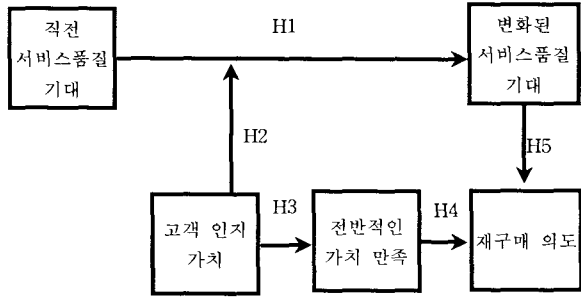 직전
서비스품질
기대
H1
변화된
서비스품질
기대
H2
H5
고객 인지
가치
H3
전반적인
가치 만족
H4
재구매 의도